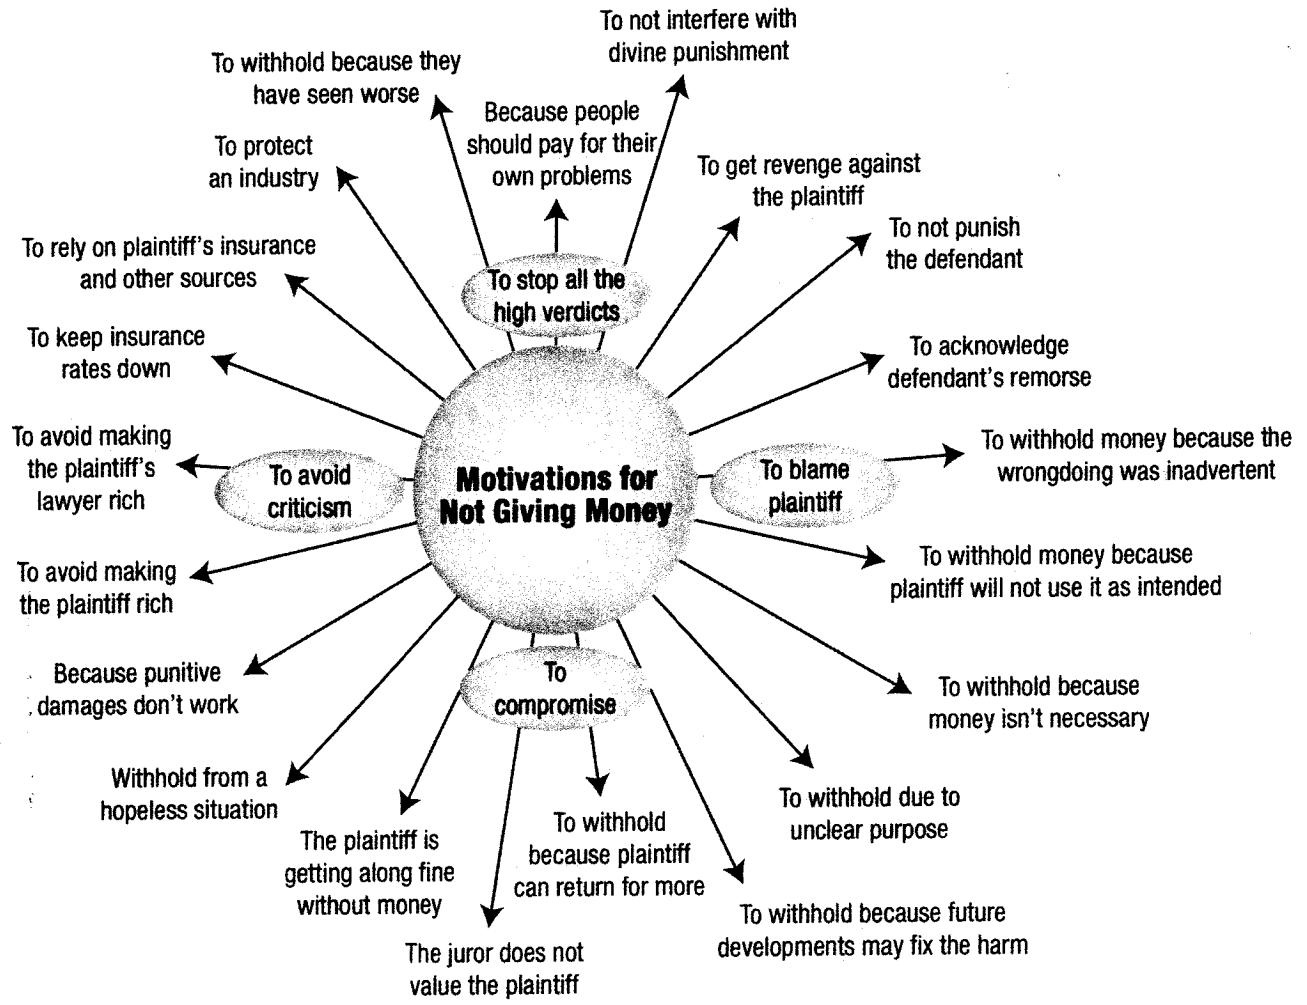 To not interfere with
divine punishment
To withhold because they
have seen worse
Because people
should pay for their
own problems
To protect
an industry
To get revenge against
the plaintiff
To not punish
the defendant
To rely on plaintiff's insurance
and other sources
To stop all the
high verdicts
To keep insurance
rates down
To acknowledge
defendant's remorse
To avoid making
the plaintiff's
lawyer rich
To avoid
criticism
Motivations for
Not Giving Money
To blame
plaintiff
To withhold money because the
wrongdoing was inadvertent
To avoid making
the plaintiff rich
To withhold money because
plaintiff will not use it as intended
Because punitive
damages don't work
To
compromise
To withhold because
money isn't necessary
Withhold from a
hopeless situation
To withhold due to
unclear purpose
The plaintiff is
getting along fine
without money
To withhold
because plaintiff
can return for more
The juror does not
value the plaintiff
To withhold because future
developments may fix the harm